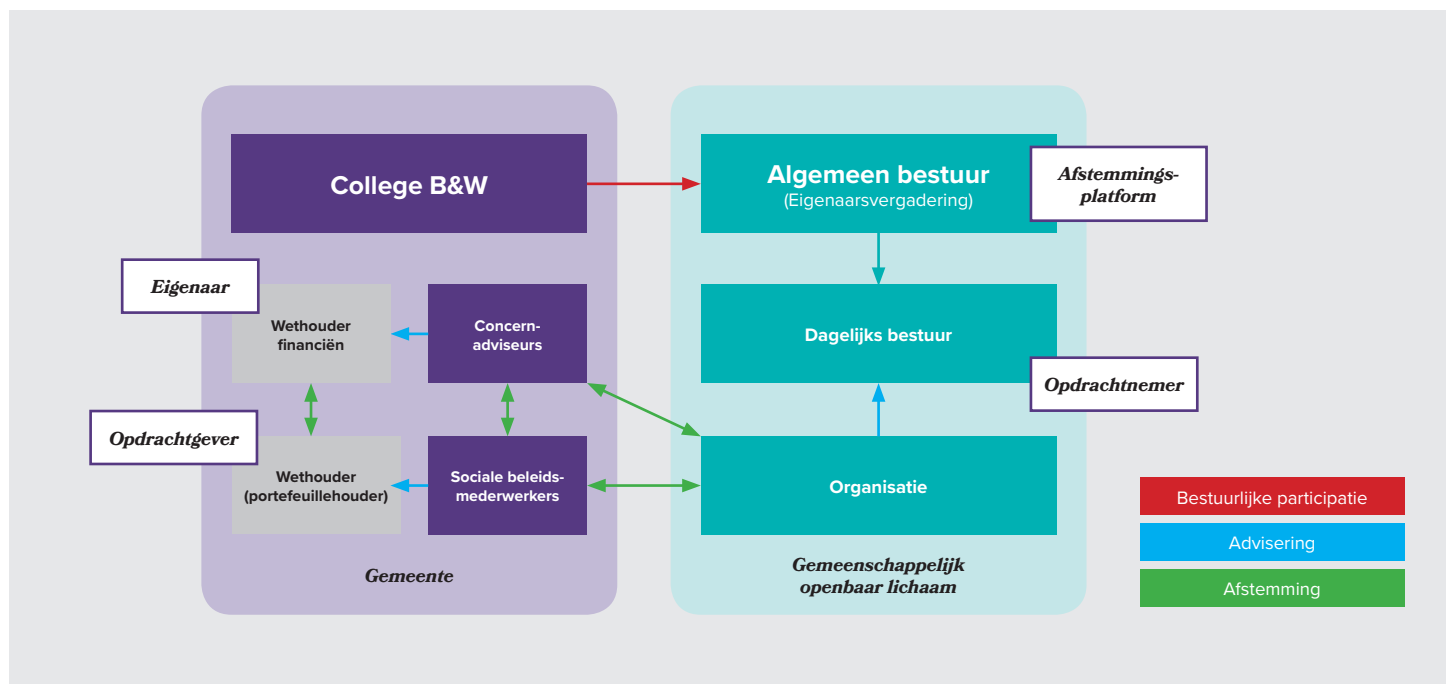 College B&W
Algemeen bestuur
(Eigenaarsvergadering)
Afstemmings-
platform
Eigenaar
Wethouder
financiën
Concern-
adviseurs
Dagelijks bestuur
Opdrachtnemer
Opdrachtgever
Wethouder
(portefeuillehouder)
Sociale beleids-
mederwerkers
Organisatie
Gemeente
Gemeenschappelijk
openbaar lichaam
Bestuurlijke participatie
Advisering
Afstemming